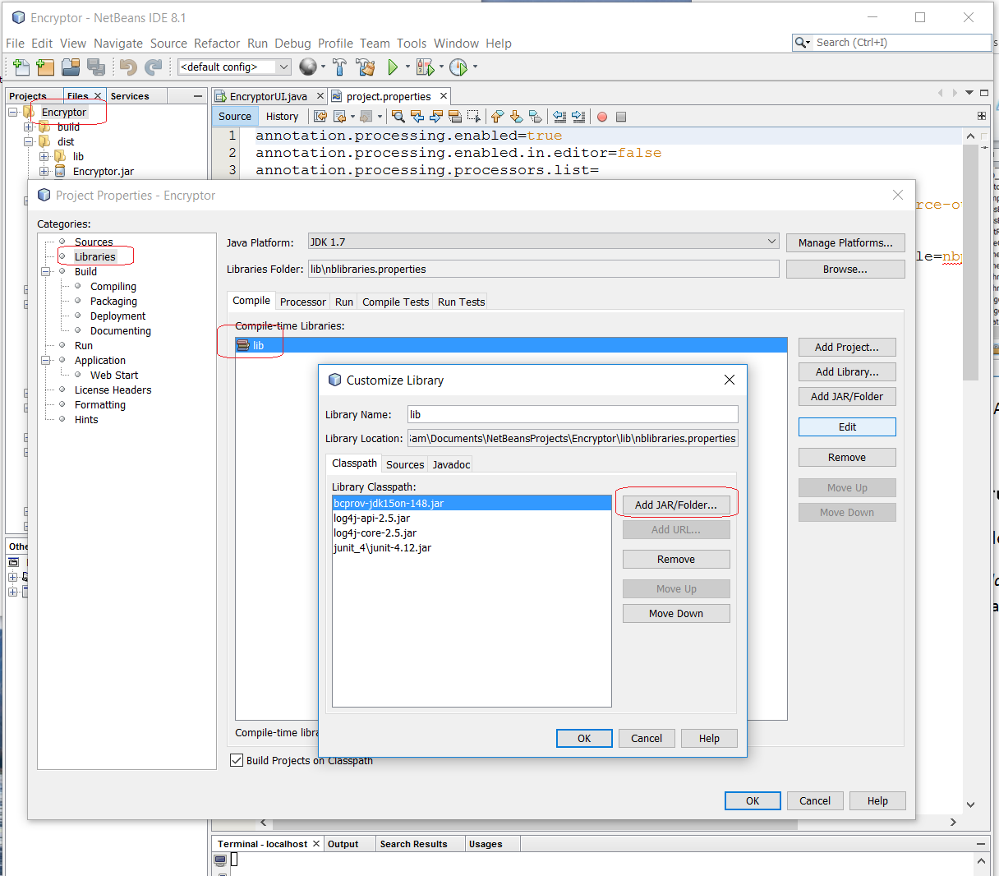 Encryptor - NetBeans IDE 8.1
File Edit View Navigate Source Refactor Run Debug Profile Team Tools Window Help
Search (Ctrl+I)
<default config>
Projects Files Services
EncryptorUI.java project.properties
Encryptor
build
dist
lib
Encryptor.jar
Source History
1 annotation.processing.enabled=true
2 annotation.processing.enabled.in.editor=false
3 annotation.processing.processors.list=
Project Properties - Encryptor
Categories:
Sources
Libraries
Build
Compiling
Packaging
Deployment
Documenting
Run
Application
Web Start
License Headers
Formatting
Hints
Java Platform: JDK 1.7 Manage Platforms...
Libraries Folder: lib\nblibraries.properties Browse...
Compile Processor Run Compile Tests Run Tests
Compile-time Libraries:
lib
Add Project...
Add Library...
Add JAR/Folder
Edit
Remove
Move Up
Move Down
Customize Library
Library Name: lib
Library Location: \Documents\NetBeansProjects\Encryptor\lib\nblibraries.properties
Classpath Sources Javadoc
Library Classpath:
bcprov-jdk15on-148.jar
log4j-api-2.5.jar
log4j-core-2.5.jar
junit_4\junit-4.12.jar
Add JAR/Folder...
Add URL...
Remove
Move Up
Move Down
OK Cancel Help
Compile-time
Build Projects on Classpath
OK Cancel Help
Terminal - localhost Output Search Results Usages